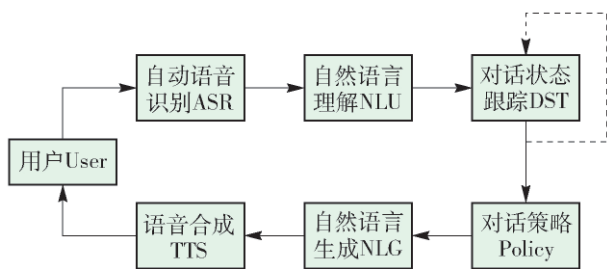 自动语音
识别ASR
自然语言
理解NLU
对话状态
跟踪DST
用户User
语音合成
TTS
自然语言
生成NLG
对话策略
Policy